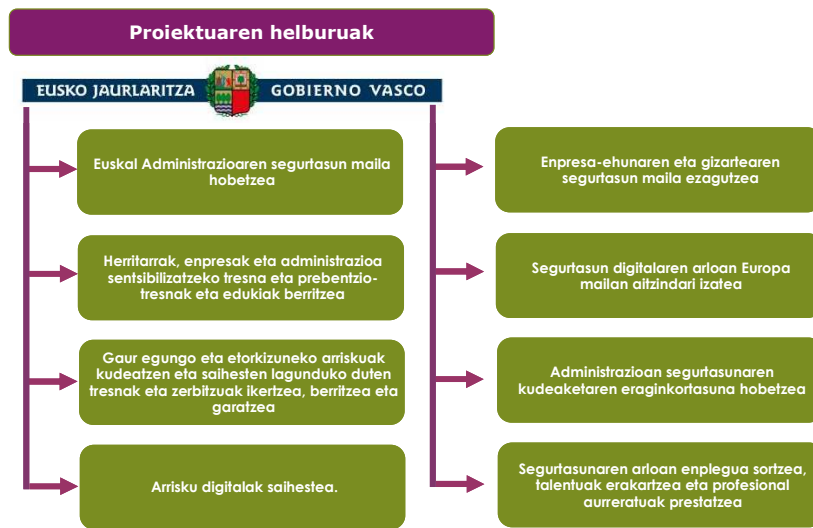 Proiektuaren helburuak
EUSKO JAURLARITZA
GOBIERNO VASCO
Euskal Administrazioaren segurtasun maila
hobetzea
Herritarrak, enpresak eta administrazioa
sentsibilizatzeko tresna eta prebentzio-
tresnak eta edukiak berritzea
Gaur egungo eta etorkizuneko arriskuak
kudeatzen eta saihesten lagunduko duten
tresnak eta zerbitzuak ikertzea, berritzea eta
garatzea
Arrisku digitalak saihestea.
Enpresa-ehunaren eta gizartearen
segurtasun maila ezagutzea
Segurtasun digitalaren arloan Europa
mailan aitzindari izatea
Administrazioan segurtasunaren
kudeaketaren eraginkortasuna hobetzea
Segurtasunaren arloan enplegua sortzea,
talentuak erakartzea eta profesional
aurreratuak prestatzea